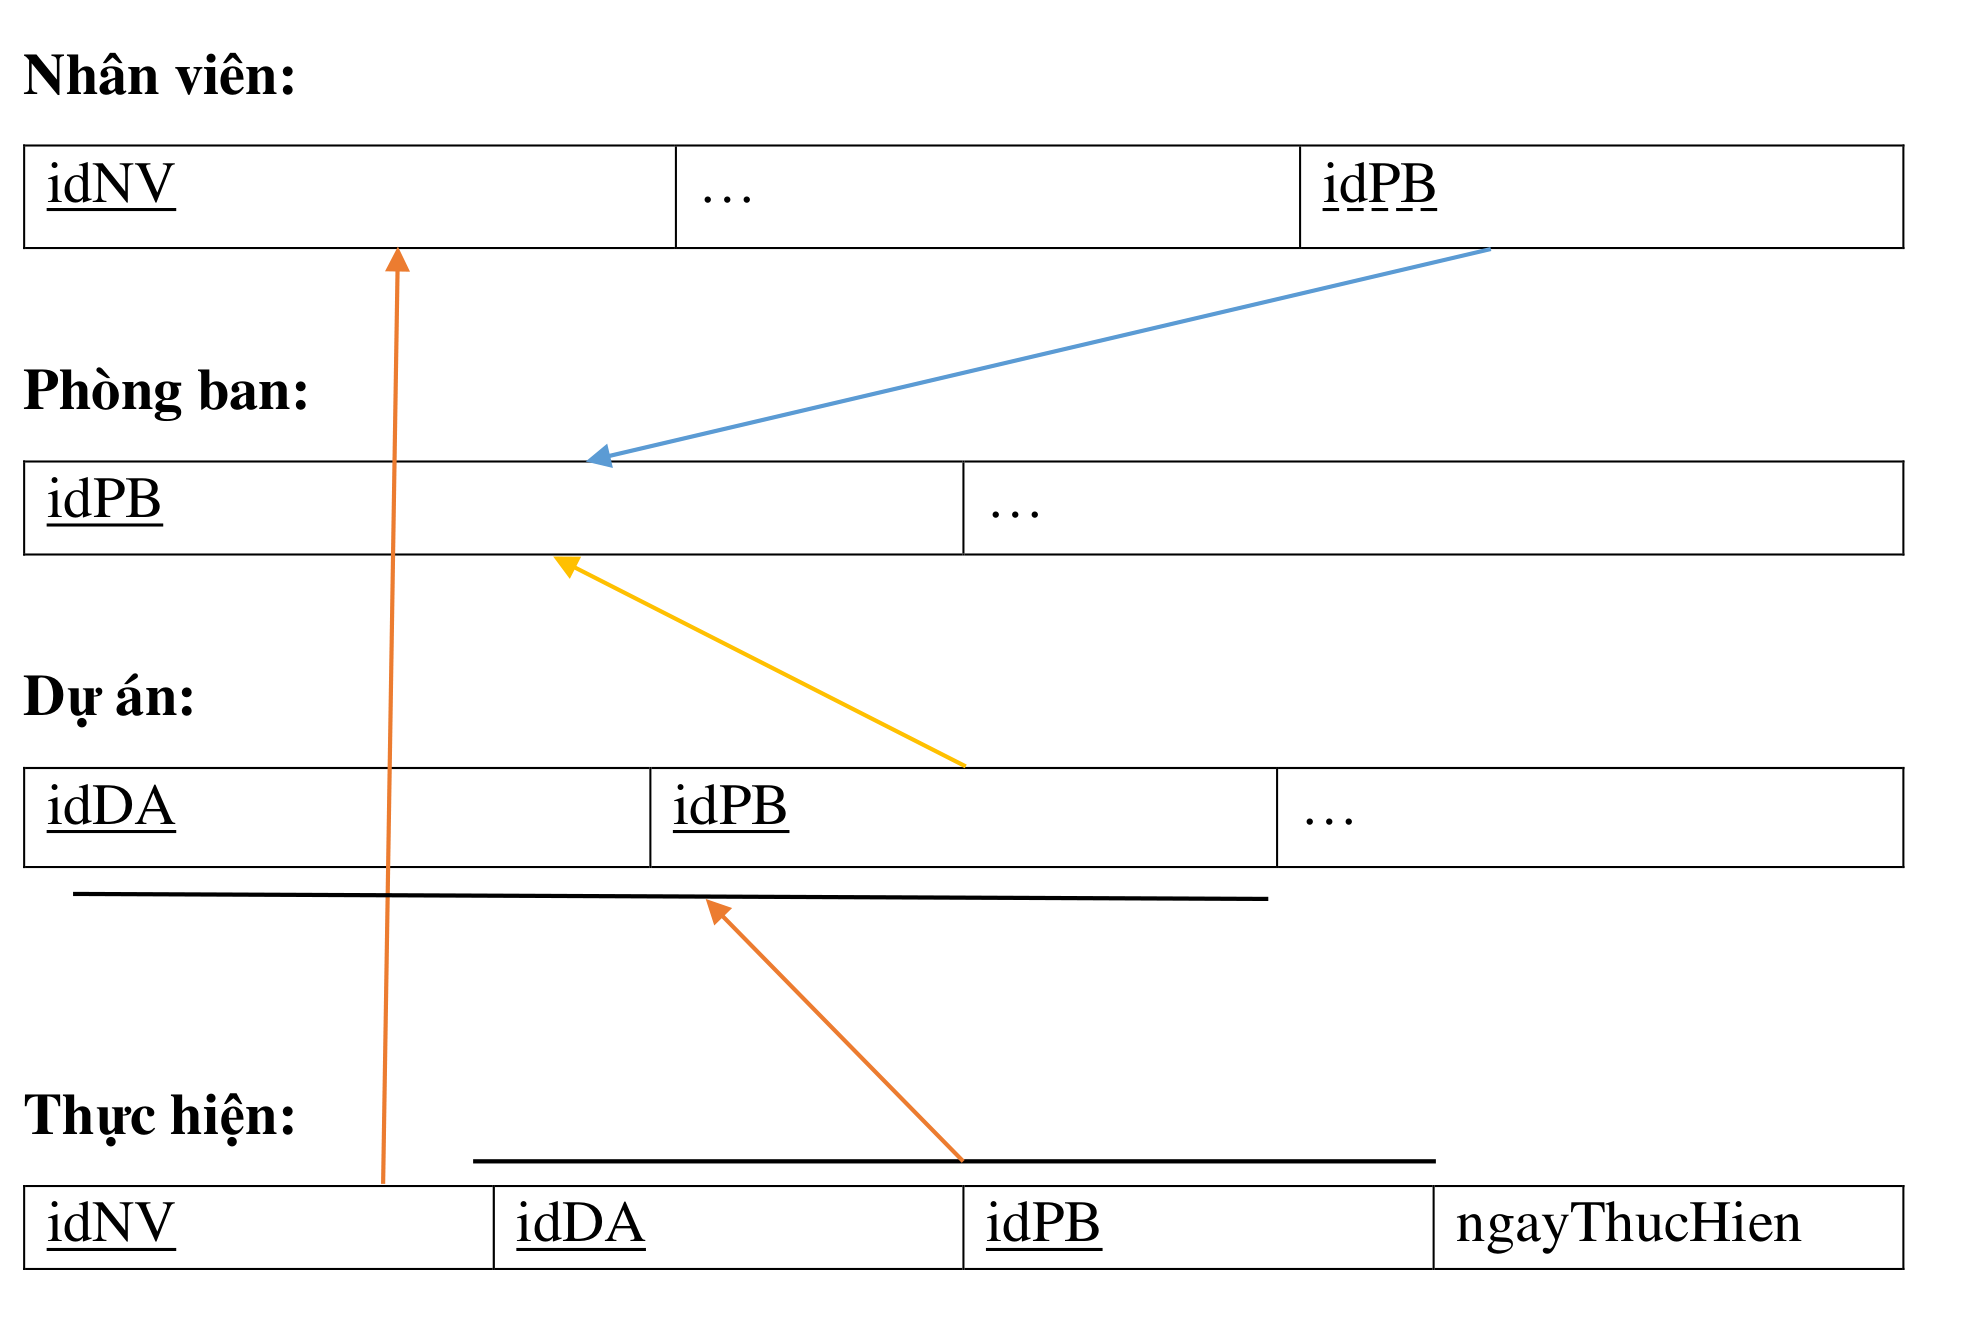 Nhân viên:
idNV … idPB
Phòng ban:
idPB …
Dự án:
idDA idPB …
Thực hiện:
idNV idDA idPB ngayThucHien